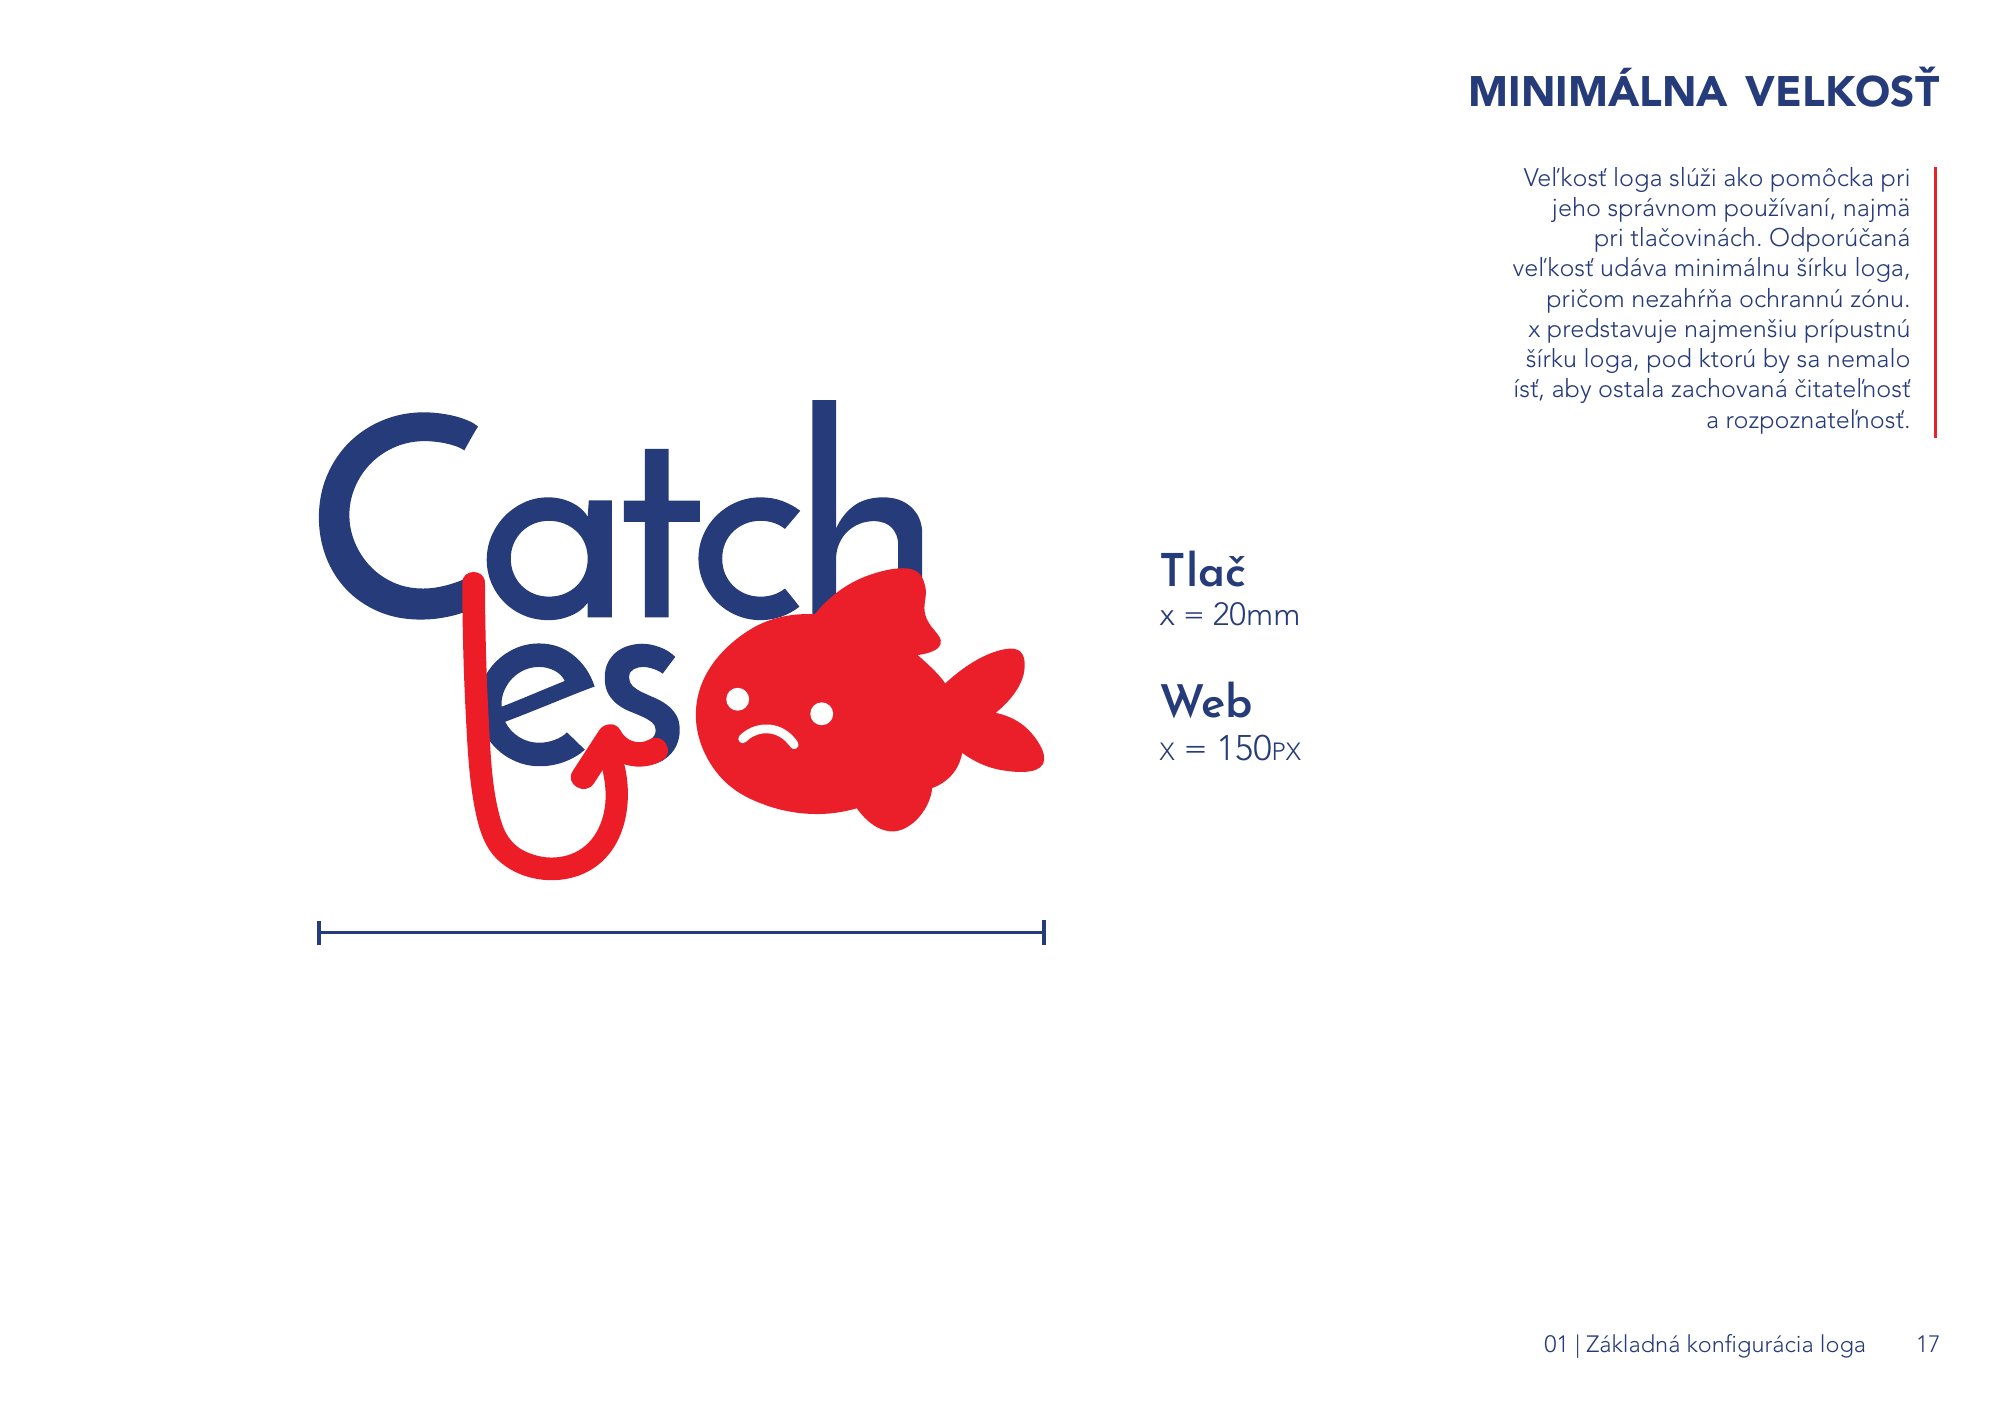 MINIMÁLNA VELKOSŤ
Veľkosť loga slúži ako pomôcka pri
jeho správnom používaní, najmä
pri tlačovinách. Odporúčaná
veľkosť udáva minimálnu šírku loga,
pričom nezahŕňa ochrannú zónu.
x predstavuje najmenšiu prípustnú
šírku loga, pod ktorú by sa nemalo
ísť, aby ostala zachovaná čitateľnosť
a rozpoznateľnosť.
Catch
es
Tlač
x = 20mm
Web
x = 150PX
01 | Základná konfigurácia loga 17